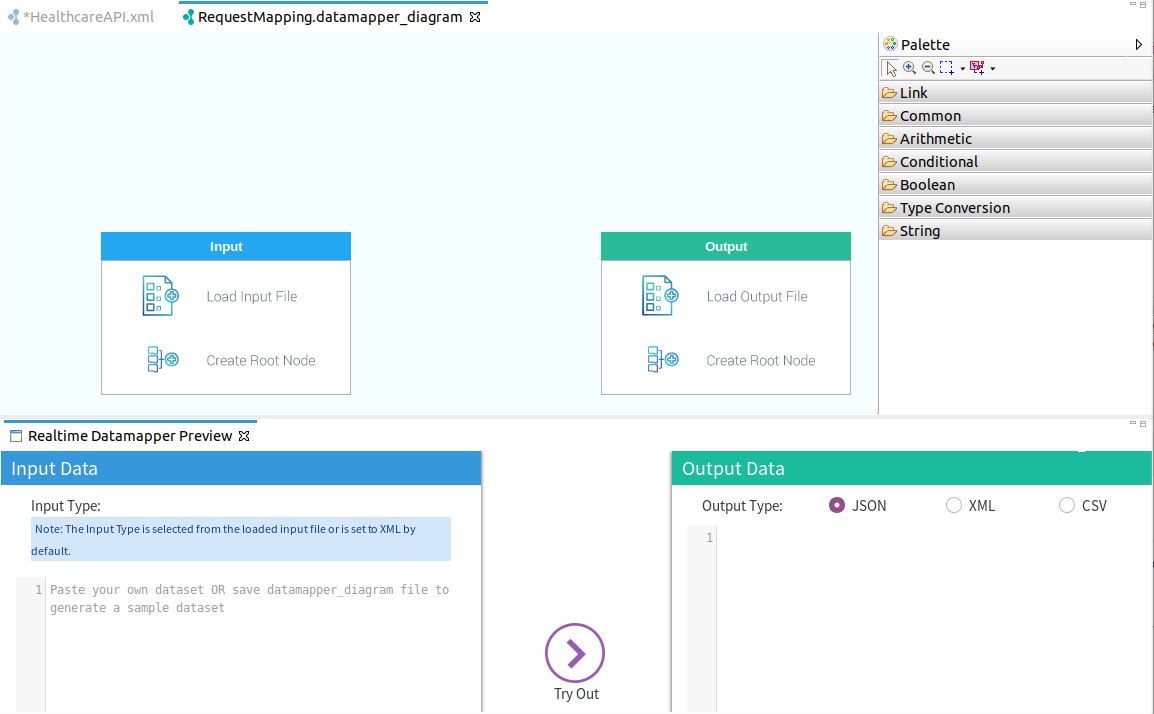 *HealthcareAPI.xml
RequestMapping.datamapper_diagram
Palette
Link
Common
Arithmetic
Conditional
Boolean
Type Conversion
String
Input
Load Input File
Create Root Node
Output
Load Output File
Create Root Node
Realtime Datamapper Preview
Input Data
Input Type:
Note: The Input Type is selected from the loaded input file or is set to XML by
default.
1 Paste your own dataset OR save datamapper_diagram file to
generate a sample dataset
Try Out
Output Data
Output Type: JSON XML CSV
1